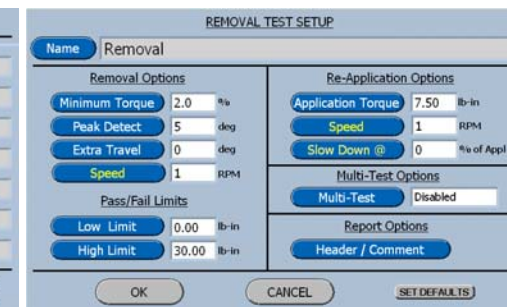 REMOVAL TEST SETUP
Name Removal
Removal Options
Minimum Torque 2.0 %
Peak Detect 5 deg
Extra Travel 0 deg
Speed 1 RPM
Pass/Fail Limits
Low Limit 0.00 lb-in
High Limit 30.00 lb-in
Re-Application Options
Application Torque 7.50 lb-in
Speed 1 RPM
Slow Down @ 0 % of Appl
Multi-Test Options
Multi-Test Disabled
Report Options
Header / Comment
OK CANCEL SET DEFAULTS